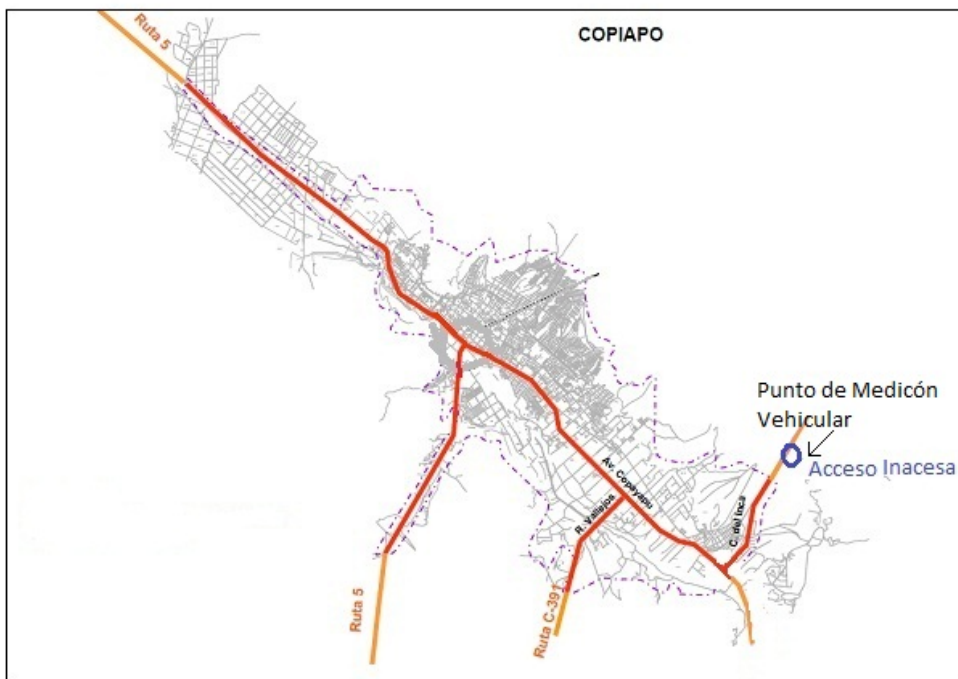 COPIAPO
Ruta 5
Punto de Medicón
Vehicular
Acceso Inacesa
Av. Copayapu
R. Vallejos
C. del Inca
Ruta 5
Ruta C-391